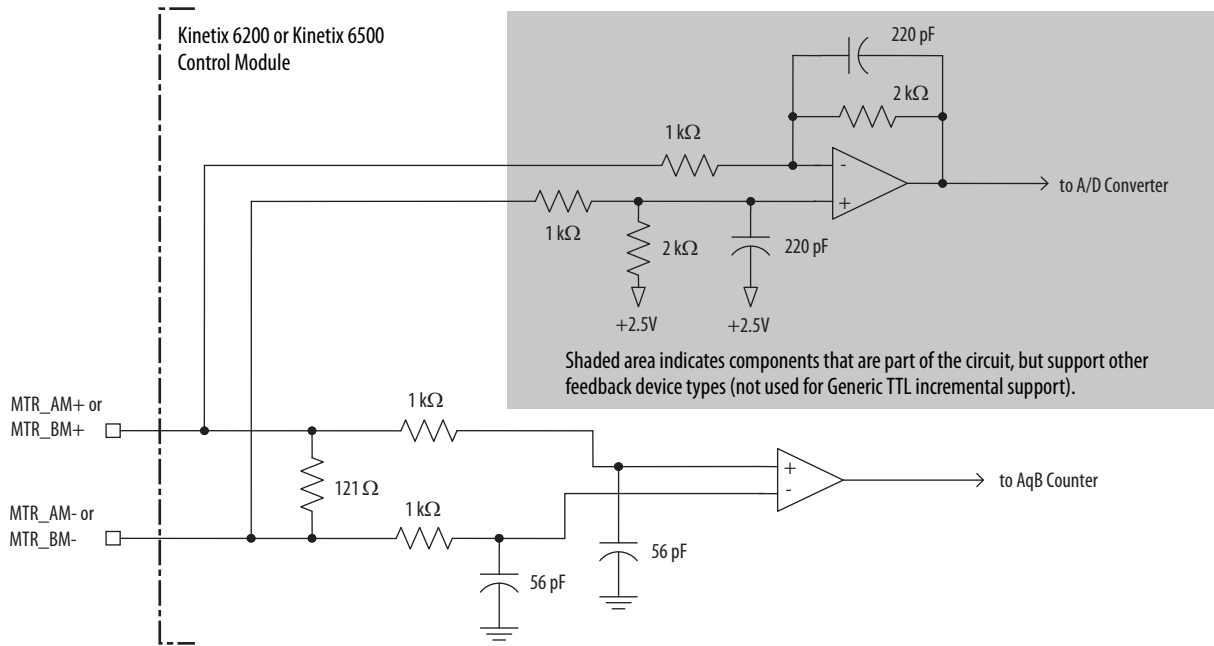 Kinetix 6200 or Kinetix 6500
Control Module
220 pF
2 kΩ
1 kΩ
-
+
to A/D Converter
1 kΩ
2 kΩ
220 pF
+2.5V
+2.5V
Shaded area indicates components that are part of the circuit, but support other
feedback device types (not used for Generic TTL incremental support).
MTR_AM+ or
MTR_BM+
1 kΩ
+
-
to AqB Counter
121 Ω
MTR_AM- or
MTR_BM-
1 kΩ
56 pF
56 pF